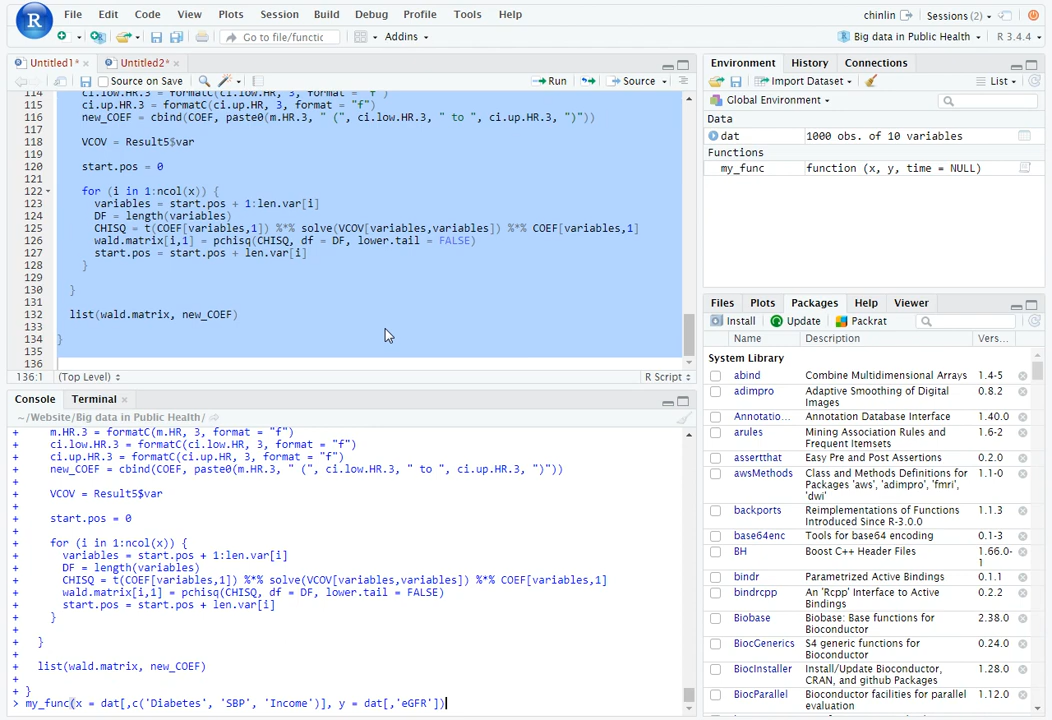 File Edit Code View Plots Session Build Debug Profile Tools Help
chinlin Sessions (2)
Go to file/functic Addins
Big data in Public Health R 3.4.4
Untitled1* Untitled2*
Source on Save Run Source
114 ci.low.HR.3 = formatC(ci.low.HR, 3, format = "f")
115 ci.up.HR.3 = formatC(ci.up.HR, 3, format = "f")
116 new_COEF = cbind(COEF, paste0(m.HR.3, " (", ci.low.HR.3, " to ", ci.up.HR.3, ")"))
117
118 VCOV = Result5$var
119
120 start.pos = 0
121
122 for (i in 1:ncol(x)) {
123 variables = start.pos + 1:len.var[i]
124 DF = length(variables)
125 CHISQ = t(COEF[variables,1]) %*% solve(VCOV[variables,variables]) %*% COEF[variables,1]
126 wald.matrix[i,1] = pchisq(CHISQ, df = DF, lower.tail = FALSE)
127 start.pos = start.pos + len.var[i]
128 }
129
130 }
131
132 list(wald.matrix, new_COEF)
133
134 }
135
136
136:1 (Top Level) R Script
Console Terminal
~/Website/Big data in Public Health/
+ m.HR.3 = formatC(m.HR, 3, format = "f")
+ ci.low.HR.3 = formatC(ci.low.HR, 3, format = "f")
+ ci.up.HR.3 = formatC(ci.up.HR, 3, format = "f")
+ new_COEF = cbind(COEF, paste0(m.HR.3, " (", ci.low.HR.3, " to ", ci.up.HR.3, ")"))
+
+ VCOV = Result5$var
+
+ start.pos = 0
+
+ for (i in 1:ncol(x)) {
+ variables = start.pos + 1:len.var[i]
+ DF = length(variables)
+ CHISQ = t(COEF[variables,1]) %*% solve(VCOV[variables,variables]) %*% COEF[variables,1]
+ wald.matrix[i,1] = pchisq(CHISQ, df = DF, lower.tail = FALSE)
+ start.pos = start.pos + len.var[i]
+ }
+
+ }
+
+ list(wald.matrix, new_COEF)
+
+ }
> my_func(x = dat[,c('Diabetes', 'SBP', 'Income')], y = dat[,'eGFR'])
Environment History Connections
Import Dataset List
Global Environment
Data
dat 1000 obs. of 10 variables
Functions
my_func function (x, y, time = NULL)
Files Plots Packages Help Viewer
Install Update Packrat
Name Description Vers...
System Library
abind Combine Multidimensional Arrays 1.4-5
adimpro Adaptive Smoothing of Digital Images 0.8.2
Annotatio... Annotation Database Interface 1.40.0
arules Mining Association Rules and Frequent Itemsets 1.6-2
assertthat Easy Pre and Post Assertions 0.2.0
awsMethods Class and Methods Definitions for Packages 'aws', 'adimpro', 'fmri', 'dwi' 1.1-0
backports Reimplementations of Functions Introduced Since R-3.0.0 1.1.3
base64enc Tools for base64 encoding 0.1-3
BH Boost C++ Header Files 1.66.0-1
bindr Parametrized Active Bindings 0.1.1
bindrcpp An 'Rcpp' Interface to Active Bindings 0.2.2
Biobase Biobase: Base functions for Bioconductor 2.38.0
BiocGenerics S4 generic functions for Bioconductor 0.24.0
BiocInstaller Install/Update Bioconductor, CRAN, and github Packages 1.28.0
BiocParallel Bioconductor facilities for parallel evaluation 1.12.0